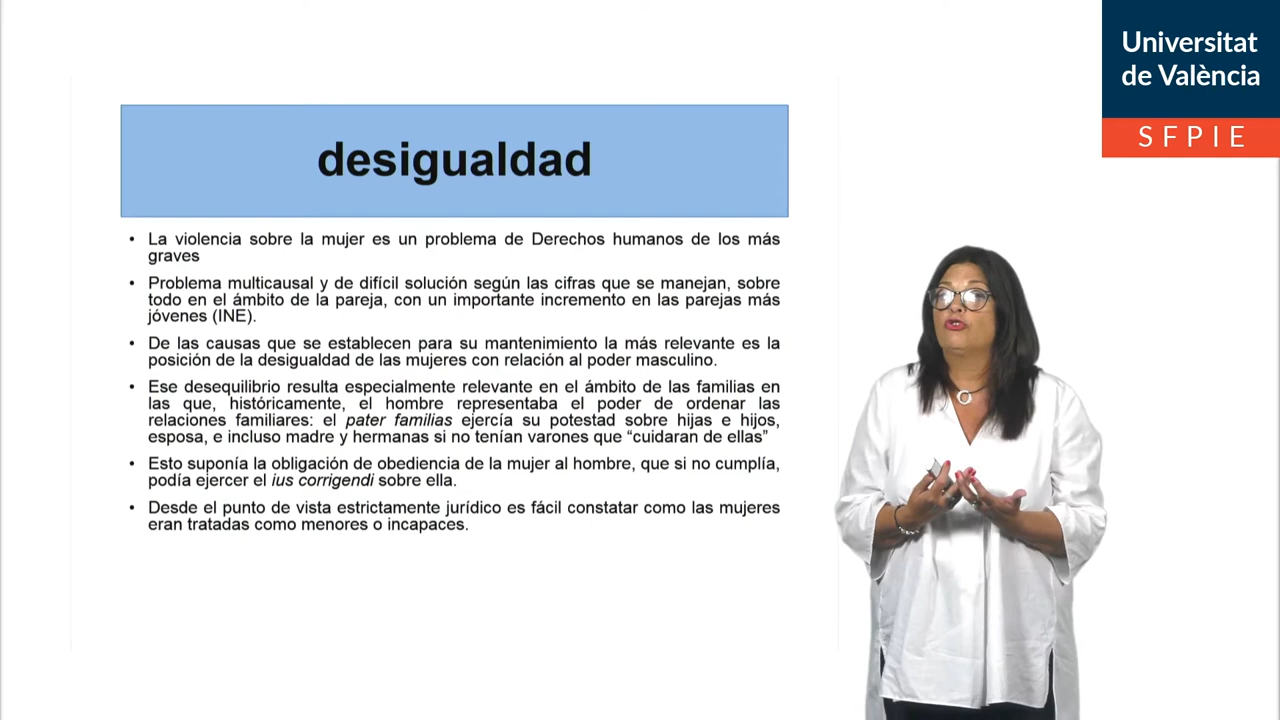 Universitat
de València
SFPIE
desigualdad
• La violencia sobre la mujer es un problema de Derechos humanos de los más
graves
• Problema multicausal y de difícil solución según las cifras que se manejan, sobre
todo en el ámbito de la pareja, con un importante incremento en las parejas más
jóvenes (INE).
• De las causas que se establecen para su mantenimiento la más relevante es la
posición de la desigualdad de las mujeres con relación al poder masculino.
• Ese desequilibrio resulta especialmente relevante en el ámbito de las familias en
las que, históricamente, el hombre representaba el poder de ordenar las
relaciones familiares: el pater familias ejercía su potestad sobre hijas e hijos,
esposa, e incluso madre y hermanas si no tenían varones que “cuidaran de ellas”
• Esto suponía la obligación de obediencia de la mujer al hombre, que si no cumplía,
podía ejercer el ius corrigendi sobre ella.
• Desde el punto de vista estrictamente jurídico es fácil constatar como las mujeres
eran tratadas como menores o incapaces.